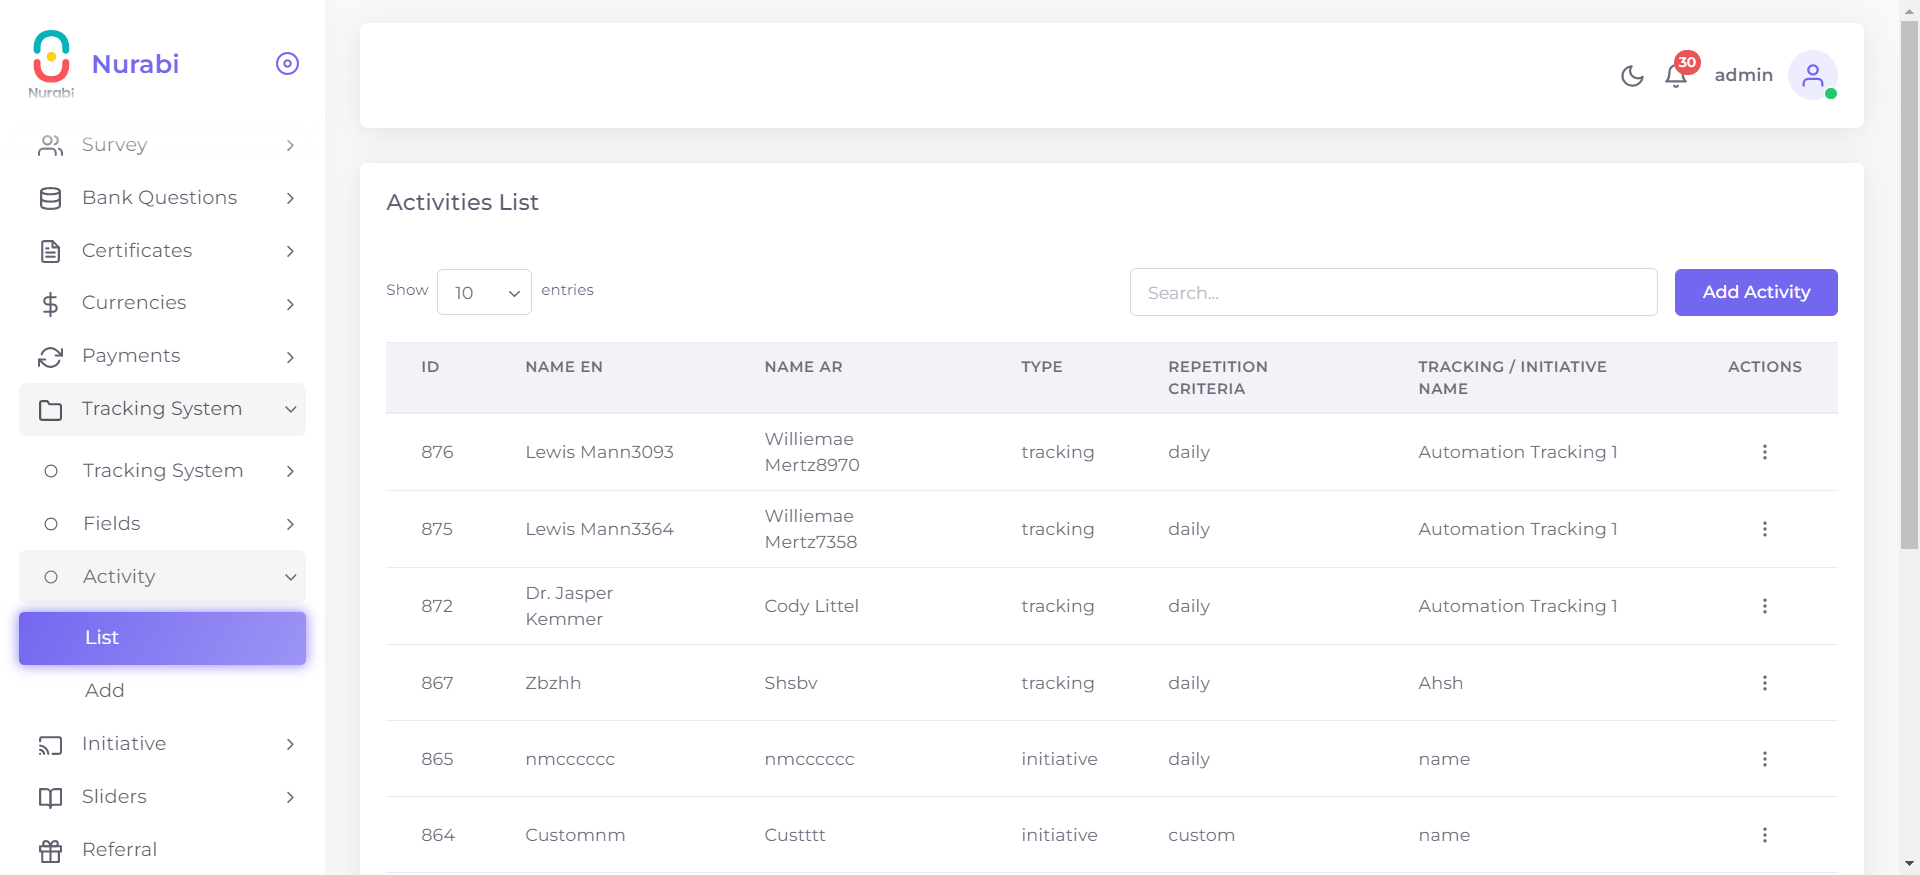 Nurabi
Nurabi
Survey
Bank Questions
Certificates
Currencies
Payments
Tracking System
Tracking System
Fields
Activity
List
Add
Initiative
Sliders
Referral
30
admin
Activities List
Show 10 entries
Search...
Add Activity
ID NAME EN NAME AR TYPE REPETITION CRITERIA TRACKING / INITIATIVE NAME ACTIONS
876 Lewis Mann3093 Williemae Mertz8970 tracking daily Automation Tracking 1
875 Lewis Mann3364 Williemae Mertz7358 tracking daily Automation Tracking 1
872 Dr. Jasper Kemmer Cody Littel tracking daily Automation Tracking 1
867 Zbzhh Shsbv tracking daily Ahsh
865 nmcccccc nmcccccc initiative daily name
864 Customnm Custttt initiative custom name